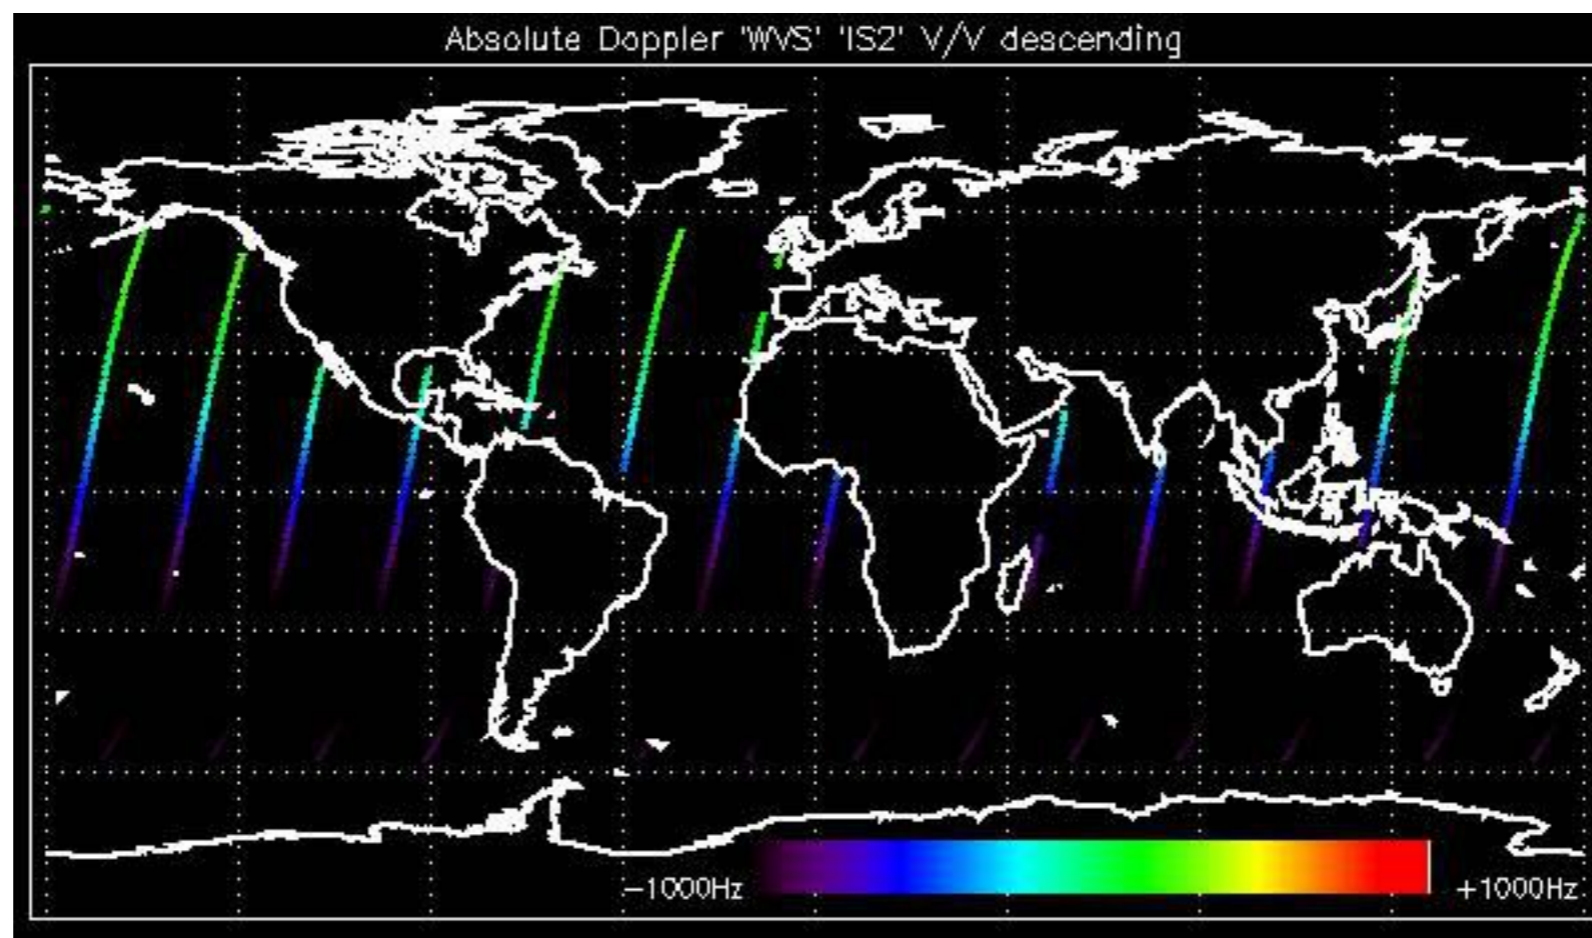 Absolute Doppler 'WVS' 'IS2' V/V descending
−1000Hz
+1000Hz